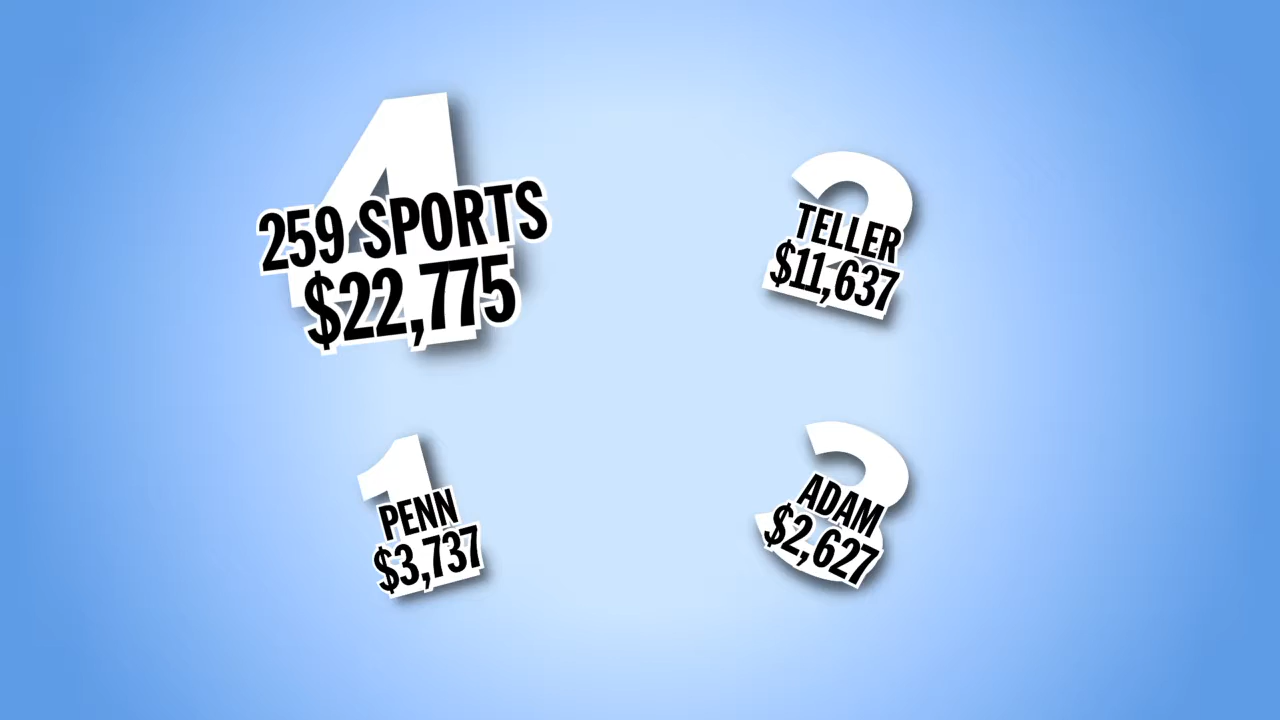 4
259 SPORTS
$22,775
2
TELLER
$11,637
1
PENN
$3,737
3
ADAM
$2,627